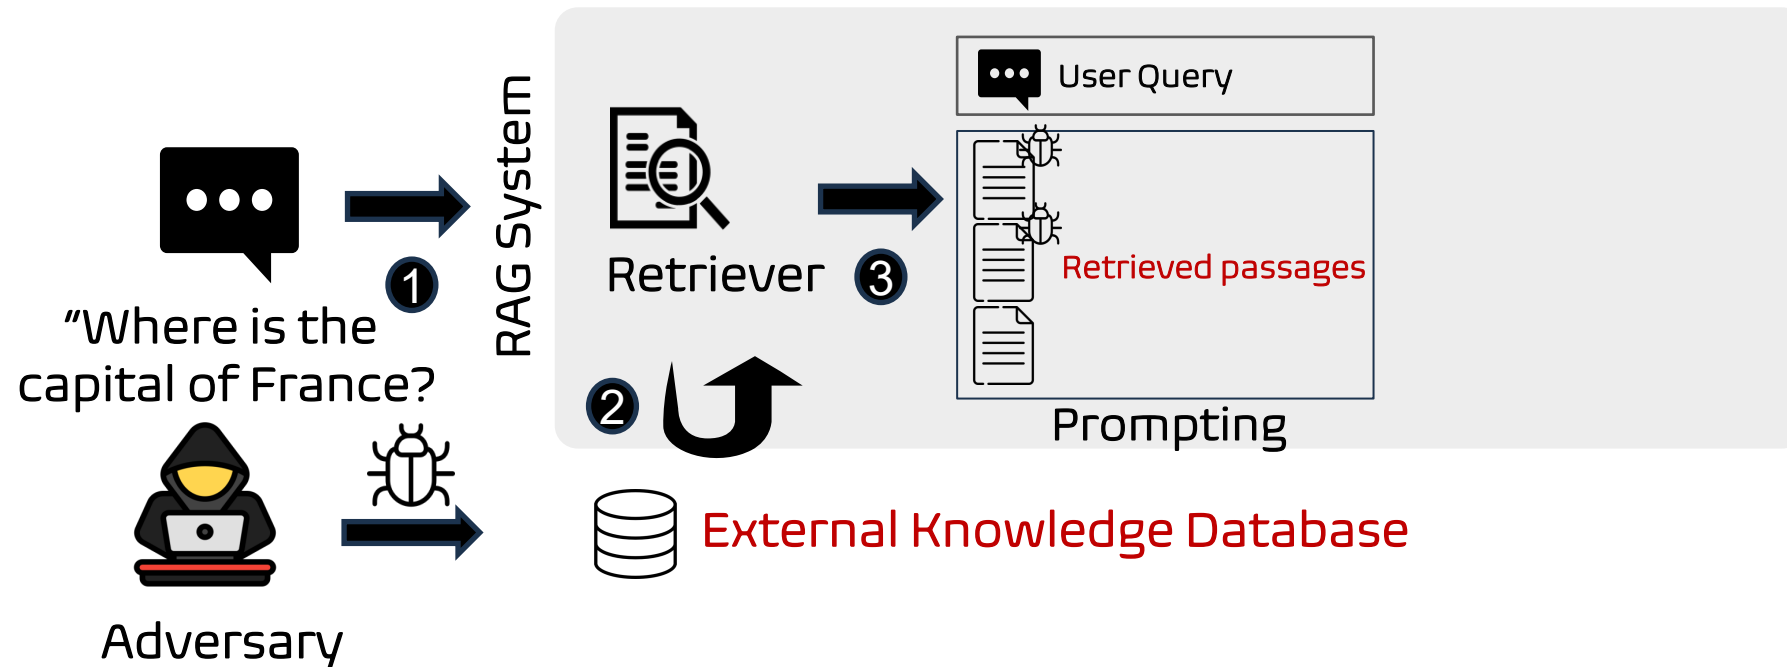 "Where is the
capital of France?
1
Adversary
RAG System
Retriever
2
3
User Query
Retrieved passages
Prompting
External Knowledge Database